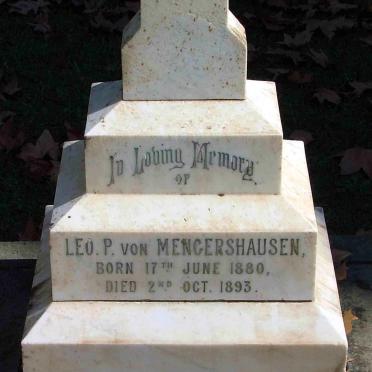 In Loving Memory
OF
LEO. P. VON MENGERSHAUSEN,
BORN 17TH JUNE 1880,
DIED 2ND OCT. 1893.